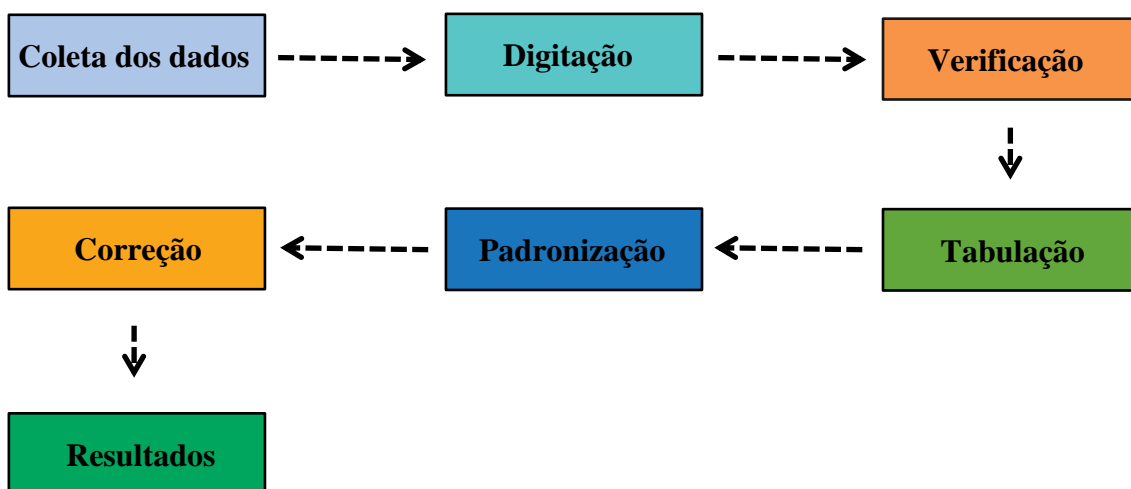 Coleta dos dados
Digitação
Verificação
Tabulação
Padronização
Correção
Resultados